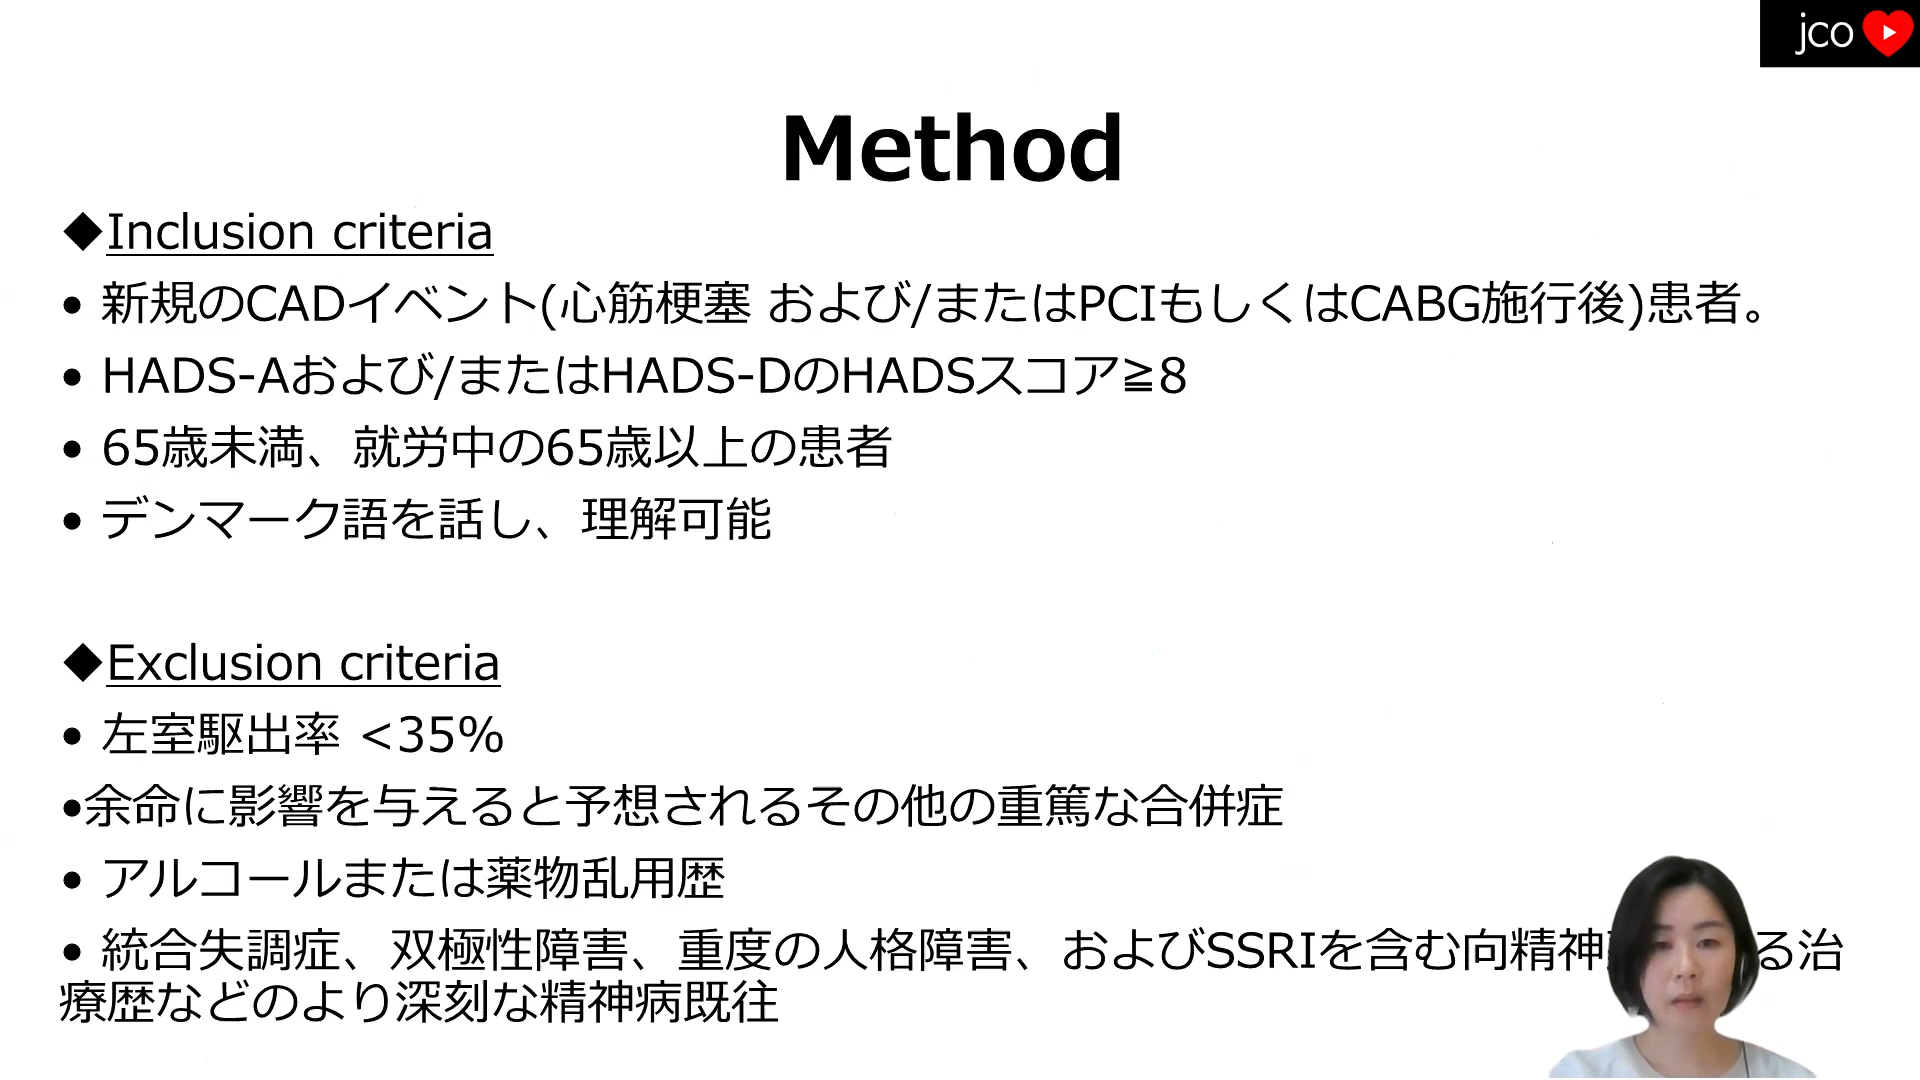 jco
Method
◆Inclusion criteria
• 新規のCADイベント(心筋梗塞 および/またはPCIもしくはCABG施行後)患者。
• HADS-Aおよび/またはHADS-DのHADSスコア≧8
• 65歳未満、就労中の65歳以上の患者
• デンマーク語を話し、理解可能
◆Exclusion criteria
• 左室駆出率 <35%
•余命に影響を与えると予想されるその他の重篤な合併症
• アルコールまたは薬物乱用歴
• 統合失調症、双極性障害、重度の人格障害、およびSSRIを含む向精神 る治
療歴などのより深刻な精神病既往